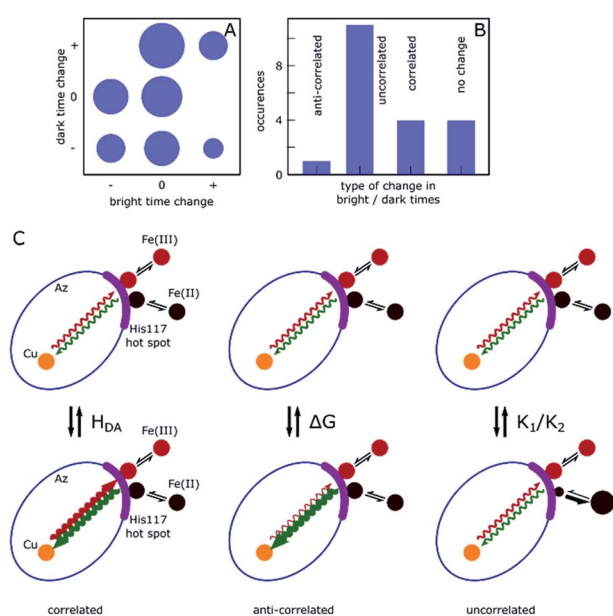 A
dark time change
+
0
-
-
0
+
bright time change
B
occurences
8
4
0
anti-correlated
uncorrelated
correlated
no change
type of change in
bright / dark times
C
Fe(III)
Az
Fe(II)
His117
hot spot
Cu
HDA
ΔG
K1/K2
Fe(III)
Az
Fe(II)
His117
hot spot
Cu
correlated
anti-correlated
uncorrelated